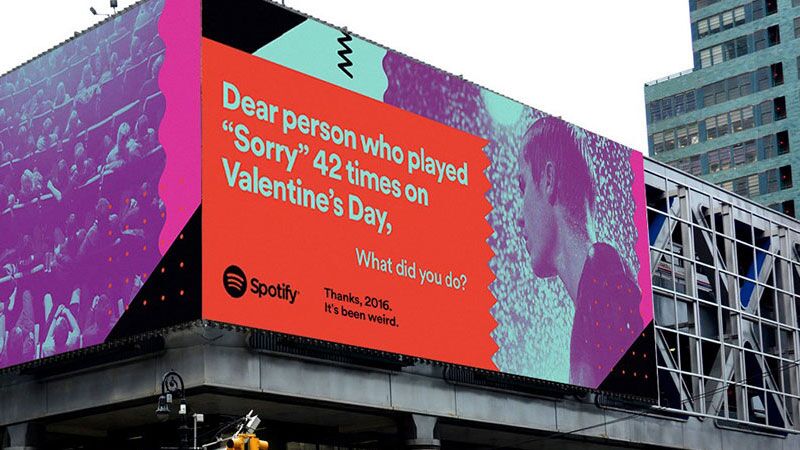 Dear person who played
“Sorry” 42 times on
Valentine’s Day,
What did you do?
Spotify
Thanks, 2016.
It’s been weird.